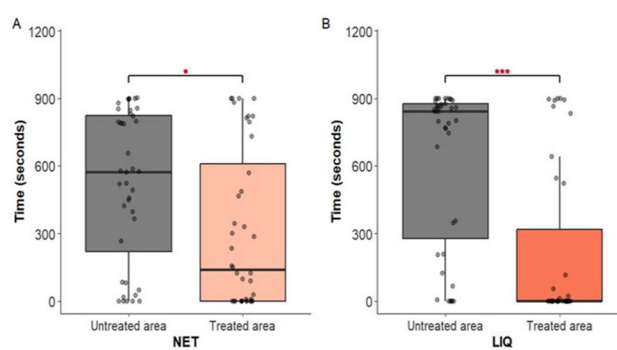 A
1200
900
600
300
0
Time (seconds)
*
Untreated area Treated area
NET
B
1200
900
600
300
0
Time (seconds)
***
Untreated area Treated area
LIQ